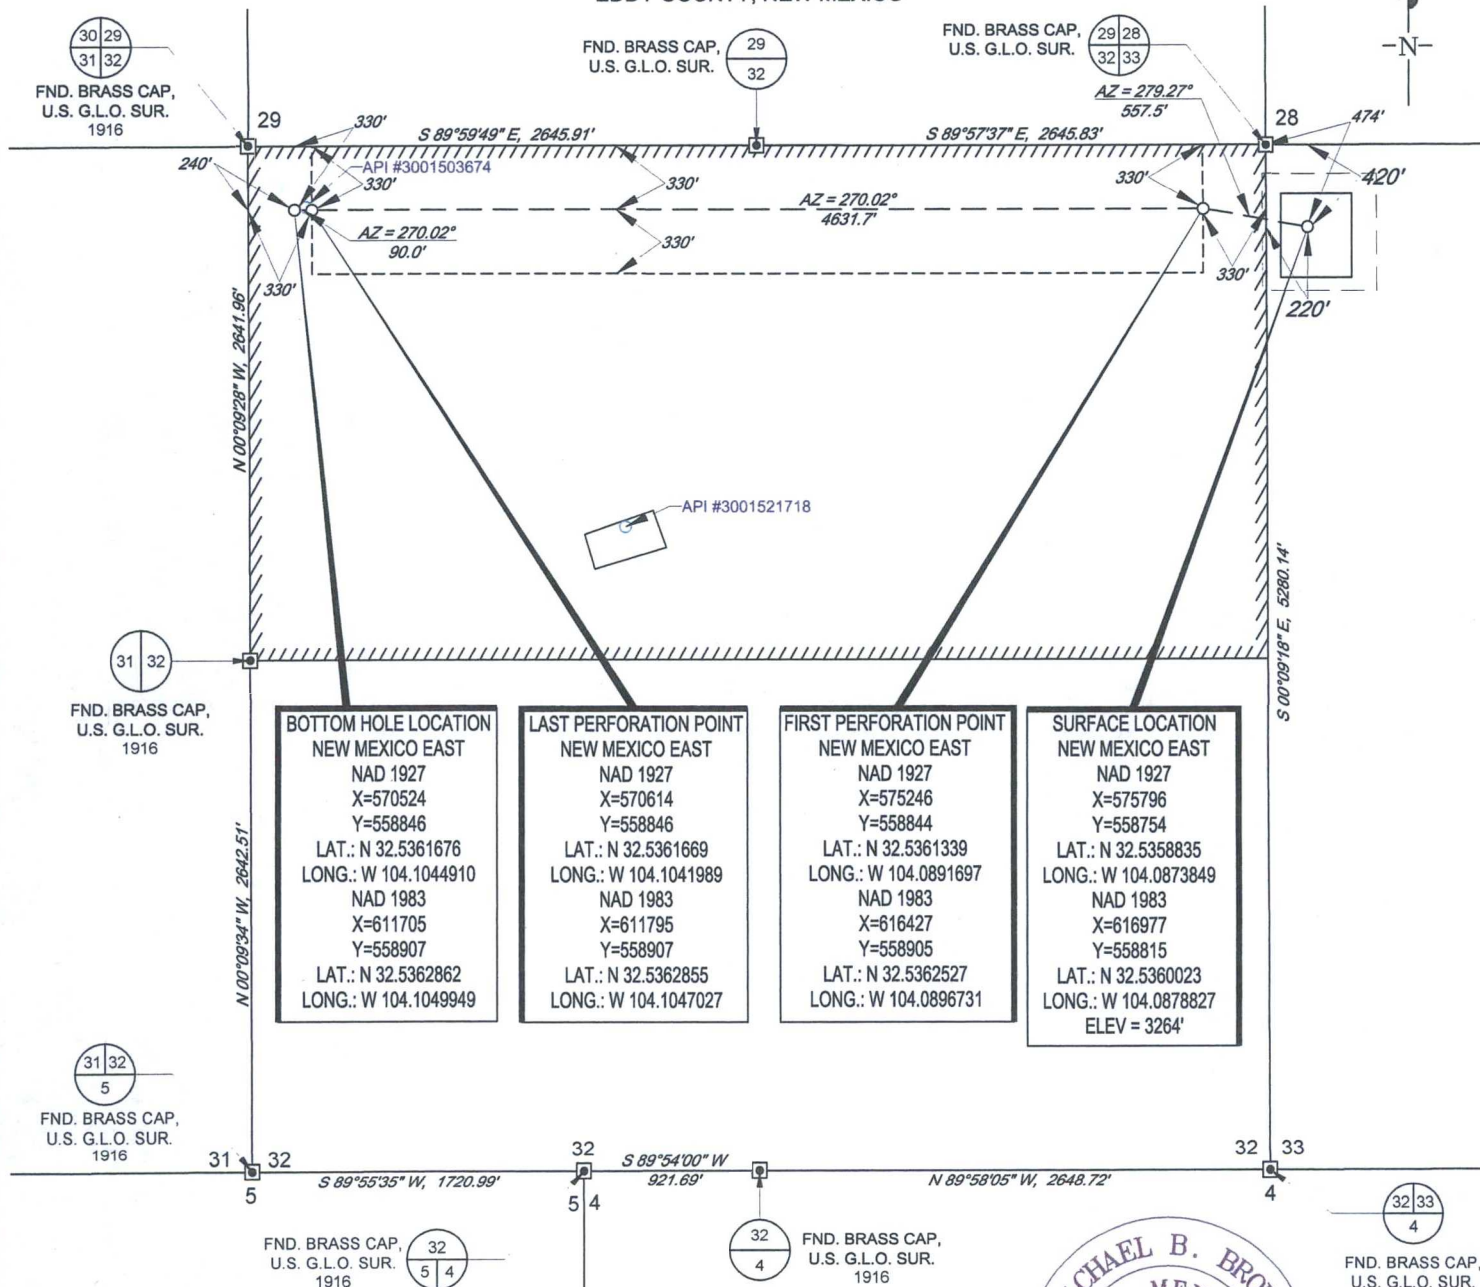 30 29
31 32
FND. BRASS CAP,
U.S. G.L.O. SUR.
1916
FND. BRASS CAP,
U.S. G.L.O. SUR.
29
32
FND. BRASS CAP,
U.S. G.L.O. SUR.
29 28
32 33
-N-
AZ = 279.27°
557.5'
29
330'
S 89°59'49" E, 2645.91'
S 89°57'37" E, 2645.83'
28
474'
240'
API #3001503674
330'
330'
330'
420'
AZ = 270.02°
4631.7'
AZ = 270.02°
90.0'
330'
330'
330'
220'
N 00°09'28" W, 2641.96'
API #3001521718
S 00°09'18" E, 5280.14'
31 32
FND. BRASS CAP,
U.S. G.L.O. SUR.
1916
BOTTOM HOLE LOCATION
NEW MEXICO EAST
NAD 1927
X=570524
Y=558846
LAT.: N 32.5361676
LONG.: W 104.1044910
NAD 1983
X=611705
Y=558907
LAT.: N 32.5362862
LONG.: W 104.1049949
LAST PERFORATION POINT
NEW MEXICO EAST
NAD 1927
X=570614
Y=558846
LAT.: N 32.5361669
LONG.: W 104.1041989
NAD 1983
X=611795
Y=558907
LAT.: N 32.5362855
LONG.: W 104.1047027
FIRST PERFORATION POINT
NEW MEXICO EAST
NAD 1927
X=575246
Y=558844
LAT.: N 32.5361339
LONG.: W 104.0891697
NAD 1983
X=616427
Y=558905
LAT.: N 32.5362527
LONG.: W 104.0896731
SURFACE LOCATION
NEW MEXICO EAST
NAD 1927
X=575796
Y=558754
LAT.: N 32.5358835
LONG.: W 104.0873849
NAD 1983
X=616977
Y=558815
LAT.: N 32.5360023
LONG.: W 104.0878827
ELEV = 3264'
N 00°09'34" W, 2642.51'
31 32
5
FND. BRASS CAP,
U.S. G.L.O. SUR.
1916
31 32
5
S 89°55'35" W, 1720.99'
32
5 4
S 89°54'00" W
921.69'
N 89°58'05" W, 2648.72'
32 33
4
FND. BRASS CAP,
U.S. G.L.O. SUR.
1916
32
5 4
32
4
FND. BRASS CAP,
U.S. G.L.O. SUR.
1916
32 33
4
FND. BRASS CAP,
U.S. G.L.O. SUR.
CHAEL B. BRO